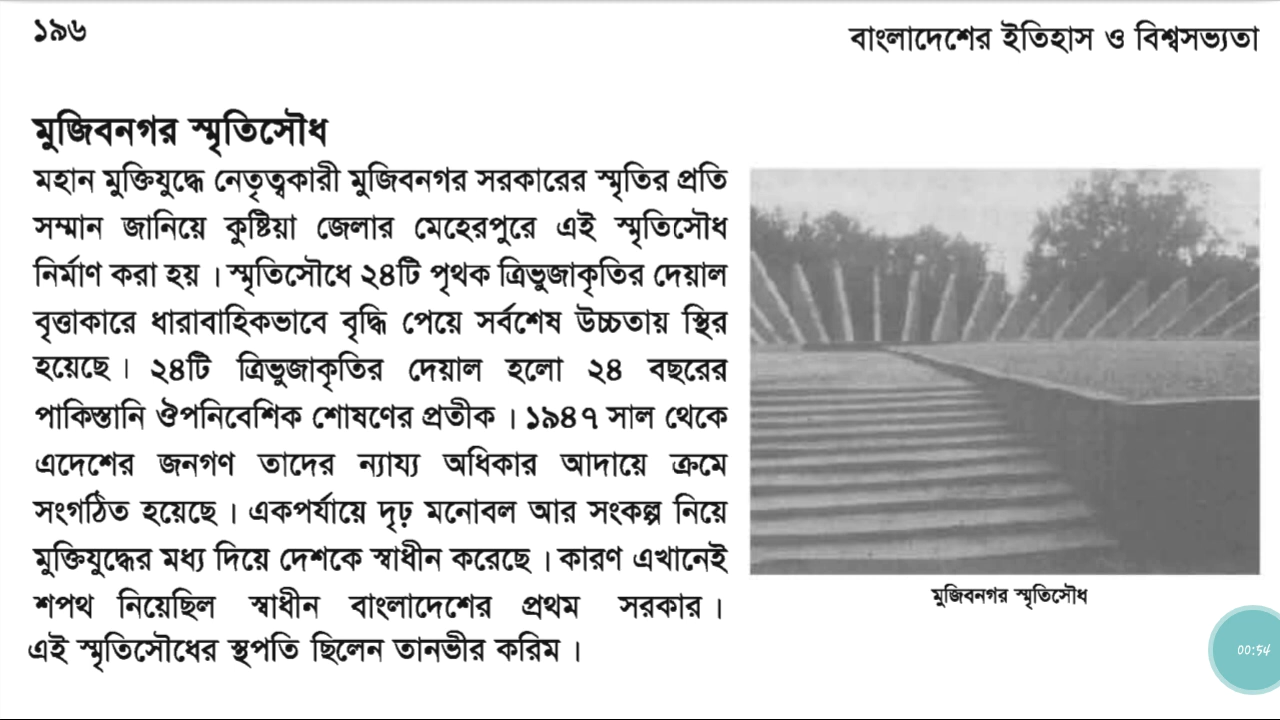 ১৯৬
বাংলাদেশের ইতিহাস ও বিশ্বসভ্যতা
মুজিবনগর স্মৃতিসৌধ
মহান মুক্তিযুদ্ধে নেতৃত্বকারী মুজিবনগর সরকারের স্মৃতির প্রতি
সম্মান জানিয়ে কুষ্টিয়া জেলার মেহেরপুরে এই স্মৃতিসৌধ
নির্মাণ করা হয়। স্মৃতিসৌধে ২৪টি পৃথক ত্রিভুজাকৃতির দেয়াল
বৃত্তাকারে ধারাবাহিকভাবে বৃদ্ধি পেয়ে সর্বশেষ উচ্চতায় স্থির
হয়েছে। ২৪টি ত্রিভুজাকৃতির দেয়াল হলো ২৪ বছরের
পাকিস্তানি ঔপনিবেশিক শোষণের প্রতীক। ১৯৪৭ সাল থেকে
এদেশের জনগণ তাদের ন্যায্য অধিকার আদায়ে ক্রমে
সংগঠিত হয়েছে। একপর্যায়ে দৃঢ় মনোবল আর সংকল্প নিয়ে
মুক্তিযুদ্ধের মধ্য দিয়ে দেশকে স্বাধীন করেছে। কারণ এখানেই
শপথ নিয়েছিল স্বাধীন বাংলাদেশের প্রথম সরকার।
এই স্মৃতিসৌধের স্থপতি ছিলেন তানভীর করিম।
মুজিবনগর স্মৃতিসৌধ
00:54